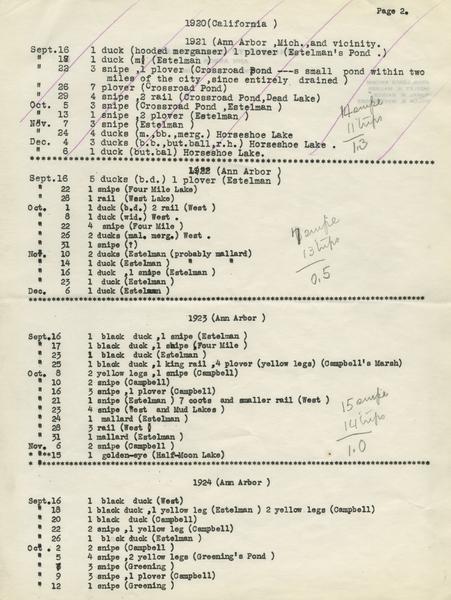 Page 2.
1920(California )
1921 (Ann Arbor ,Mich.,and vicinity.
Sept.16 1 duck (hooded merganser) 1 plover (Estelman's Pond .)
" 18 1 duck (m) (Estelman )
" 22 3 snipe ,1 plover (Crossroad Pond ---s small pond within two
miles of the city ,since entirely drained )
" 26 7 plover (Crossroad Pond)
" 29 4 snipe ,2 rail (Crossroad Pond,Dead Lake)
Oct. 5 3 snipe (Crossroad Pond ,Estelman )
" 13 1 snipe ,2 plover (Estelman )
Nov. 7 3 snipe (Estelman )
" 24 4 ducks (m.,bb.,merg.) Horseshoe Lake
Dec. 4 3 ducks (b.b.,but.ball,r.h.) Horseshoe Lake .
" 6 1 duck (but.bal) Horseshoe Lake.
14 snipe
11 trips
1.3
1922 (Ann Arbor )
Sept.16 5 ducks (b.d.) 1 plover (Estelman )
" 22 1 snipe (Four Mile Lake)
" 28 1 rail (West Lake)
Oct. 1 1 duck (b.d.) 2 rail (West )
" 8 1 duck (wid.) West .
" 22 4 snipe (Four Mile )
" 26 2 ducks (mal. merg.) West .
" 31 1 snipe (?)
Nov. 10 2 ducks (Estelman (probably mallard)
" 14 1 duck (Estelman ) " "
" 16 1 duck ,1 snipe (Estelman )
" 23 1 duck (Estelman )
Dec. 6 1 duck (Estelman )
7 snipe
13 trips
0.5
1923 (Ann Arbor )
Sept.16 1 black duck ,1 snipe (Estelman )
" 17 1 black duck ,1 snipe (Four Mile )
" 23 1 black duck (Estelman )
" 25 1 black duck ,1 king rail ,4 plover (yellow legs) (Campbell's Marsh)
Oct. 8 2 yellow legs ,1 snipe (Campbell)
" 10 2 snipe (Campbell)
" 16 3 snipe ,1 plover (Campbell)
" 21 1 snipe (Estelman ) 7 coots and smaller rail (West )
" 23 4 snipe (West and Mud Lakes )
" 24 1 mallard (Estelman )
" 28 3 rail (West )
" 31 1 mallard (Estelman )
Nov. 6 2 snipe (Campbell )
" 15 1 golden-eye (Half-Moon Lake)
15 snipe
14 trips
1.0
1924 (Ann Arbor )
Sept.16 1 black duck (West)
" 18 1 black duck ,1 yellow leg (Estelman ) 2 yellow legs (Campbell)
" 20 1 black duck (Campbell)
" 22 2 snipe ,1 yellow leg (Campbell)
" 26 1 black duck (Estelman )
Oct . 2 2 snipe (Campbell )
" 5 4 snipe ,2 yellow legs (Greening's Pond )
" 3 snipe (Greening )
" 9 3 snipe ,1 plover (Campbell)
" 12 1 snipe (Greening )